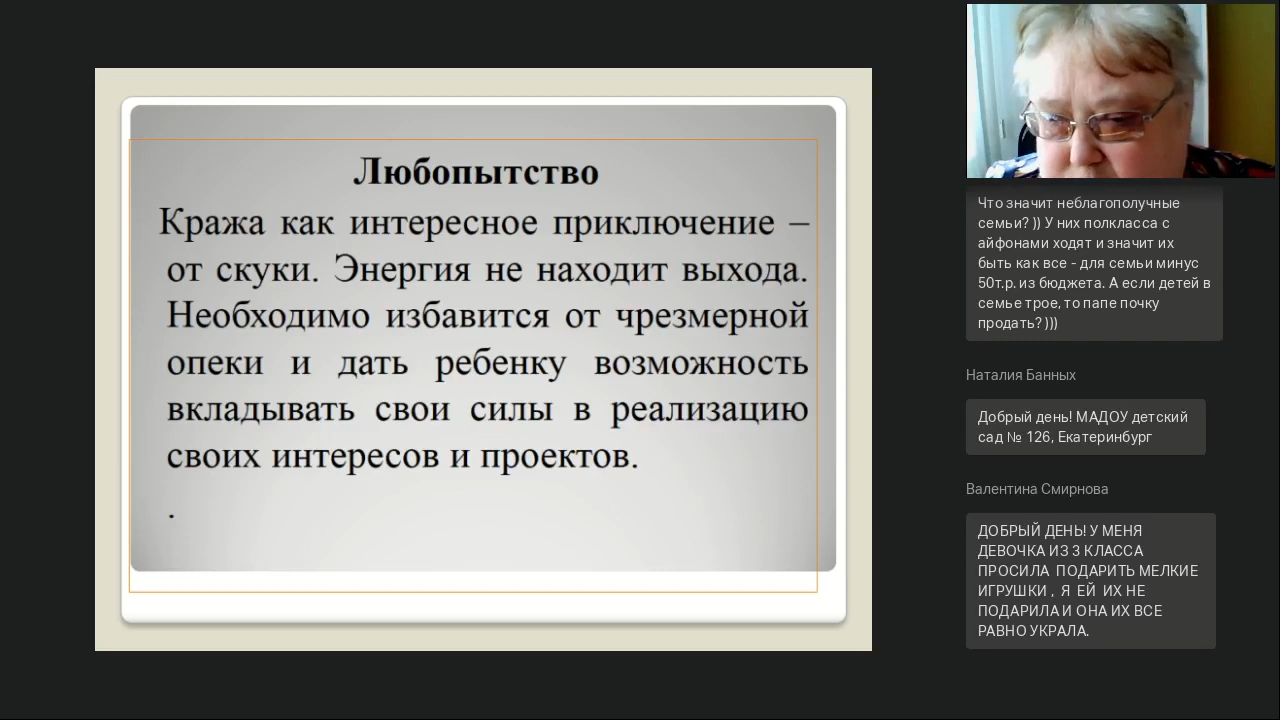 Любопытство
Кража как интересное приключение –
от скуки. Энергия не находит выхода.
Необходимо избавится от чрезмерной
опеки и дать ребенку возможность
вкладывать свои силы в реализацию
своих интересов и проектов.
.
Что значит неблагополучные
семьи? )) У них полкласса с
айфонами ходят и значит их
быть как все - для семьи минус
50т.р. из бюджета. А если детей в
семье трое, то папе почку
продать? )))
Наталия Банных
Добрый день! МАДОУ детский
сад № 126, Екатеринбург
Валентина Смирнова
ДОБРЫЙ ДЕНЬ! У МЕНЯ
ДЕВОЧКА ИЗ 3 КЛАССА
ПРОСИЛА ПОДАРИТЬ МЕЛКИЕ
ИГРУШКИ , Я ЕЙ ИХ НЕ
ПОДАРИЛА И ОНА ИХ ВСЕ
РАВНО УКРАЛА.